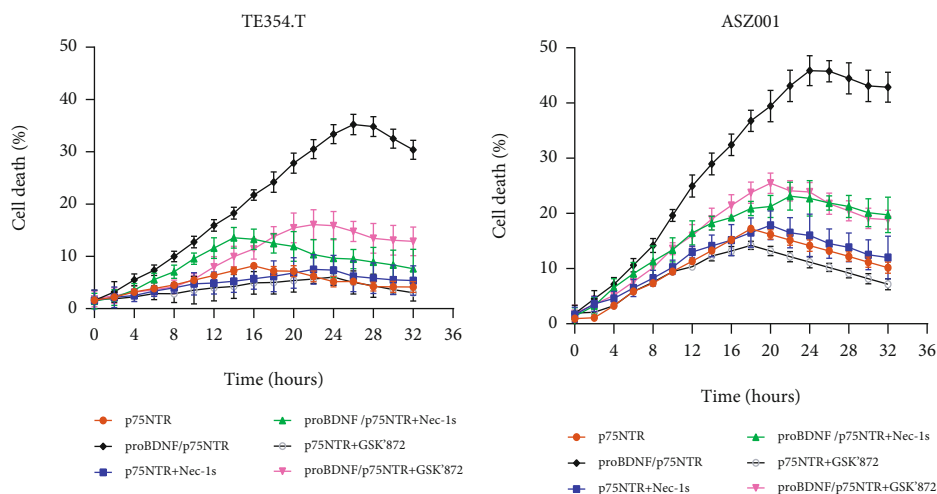 TE354.T
50
40
30
20
10
0
Cell death (%)
0 4 8 12 16 20 24 28 32 36
Time (hours)
p75NTR
proBDNF/p75NTR
p75NTR+Nec-1s
proBDNF /p75NTR+Nec-1s
p75NTR+GSK'872
proBDNF/p75NTR+GSK'872
ASZ001
50
40
30
20
10
0
Cell death (%)
0 4 8 12 16 20 24 28 32 36
Time (hours)
p75NTR
proBDNF/p75NTR
p75NTR+Nec-1s
proBDNF /p75NTR+Nec-1s
p75NTR+GSK'872
proBDNF/p75NTR+GSK'872